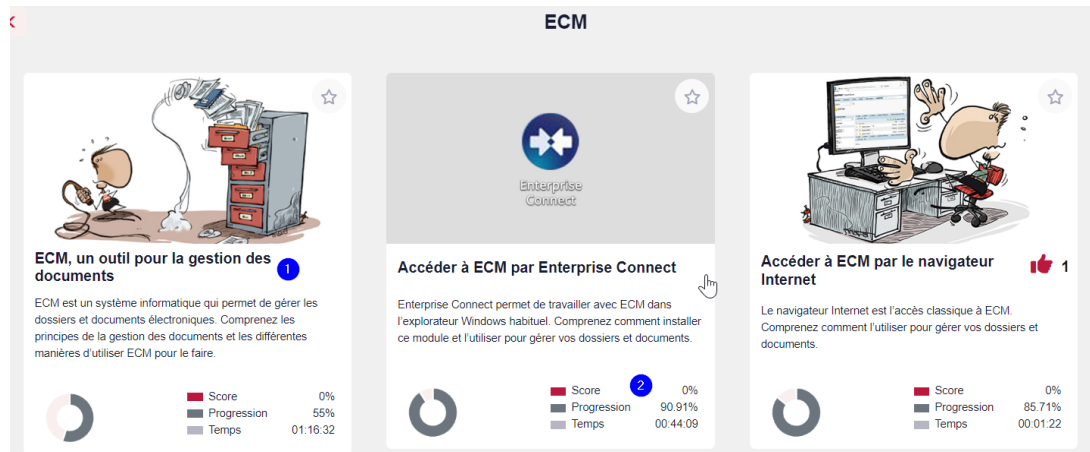 ECM
ECM, un outil pour la gestion des
documents
1
ECM est un système informatique qui permet de gérer les
dossiers et documents électroniques. Comprenez les
principes de la gestion des documents et les différentes
manières d'utiliser ECM pour le faire.
Score 0%
Progression 55%
Temps 01:16:32
Enterprise
Connect
Accéder à ECM par Enterprise Connect
Enterprise Connect permet de travailler avec ECM dans
l'explorateur Windows habituel. Comprenez comment installer
ce module et l'utiliser pour gérer vos dossiers et documents.
2
Score 0%
Progression 90.91%
Temps 00:44:09
Accéder à ECM par le navigateur
Internet
1
Le navigateur Internet est l'accès classique à ECM.
Comprenez comment l'utiliser pour gérer vos dossiers et
documents.
Score 0%
Progression 85.71%
Temps 00:01:22